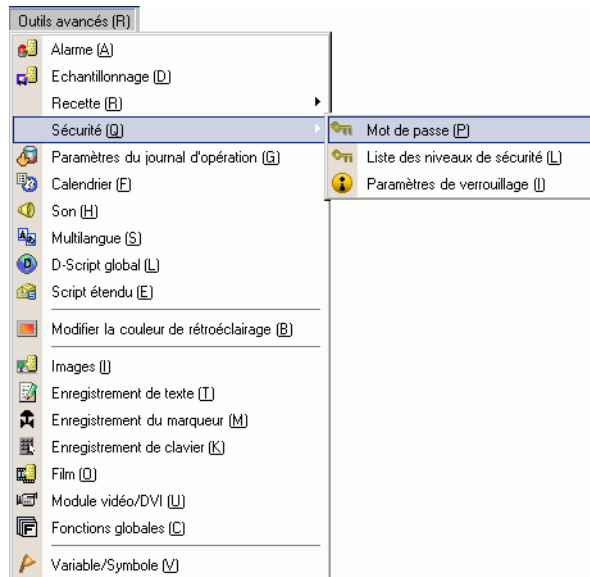 Outils avancés (R)
Alarme (A)
Echantillonnage (D)
Recette (R)
Sécurité (Q)
Mot de passe (P)
Liste des niveaux de sécurité (L)
Paramètres de verrouillage (I)
Paramètres du journal d'opération (G)
Calendrier (F)
Son (H)
Multilangue (S)
D-Script global (L)
Script étendu (E)
Modifier la couleur de rétroéclairage (B)
Images (I)
Enregistrement de texte (T)
Enregistrement du marqueur (M)
Enregistrement de clavier (K)
Film (O)
Module vidéo/DVI (U)
Fonctions globales (C)
Variable/Symbole (V)